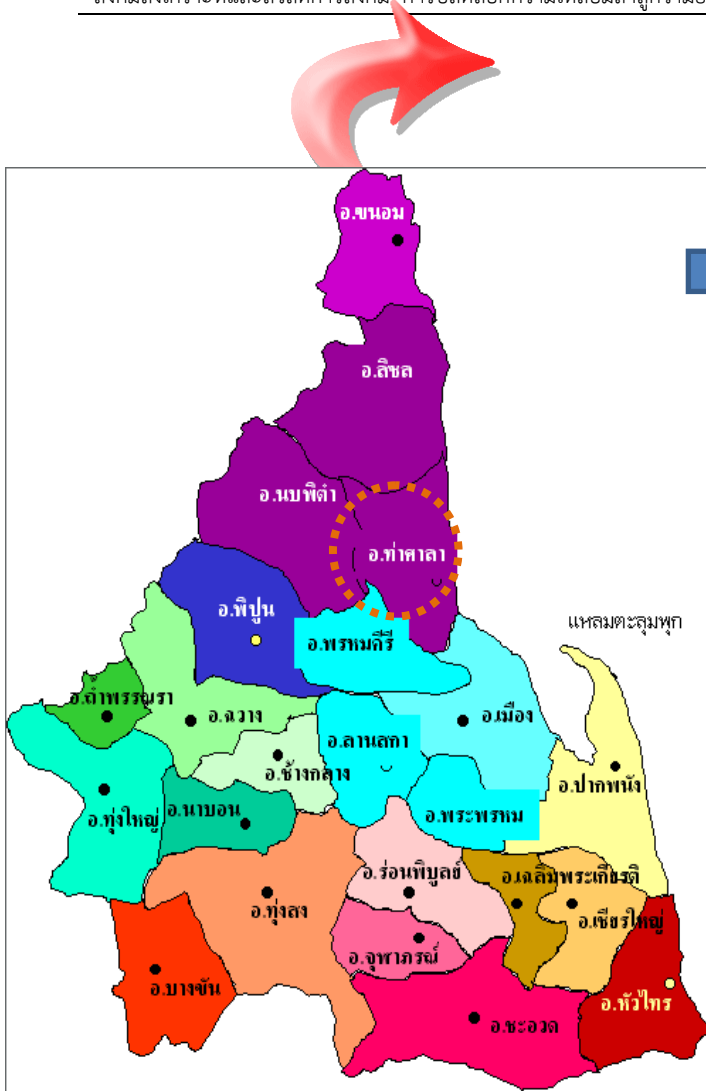 อ.ขนอม
อ.สิชล
อ.นบพิตำ
อ.ท่าศาลา
แหลมตะลุมพุก
อ.พิปูน
อ.พรหมคีรี
อ.ถ้ำพรรณรา
อ.ฉวาง
อ.เมือง
อ.ลานสกา
อ.ช้างกลาง
อ.ปากพนัง
อ.ทุ่งใหญ่
อ.นาบอน
อ.พระพรหม
อ.ร่อนพิบูลย์
อ.เฉลิมพระเกียรติ
อ.ทุ่งสง
อ.เชียรใหญ่
อ.จุฬาภรณ์
อ.บางขัน
อ.หัวไทร
อ.ชะอวด